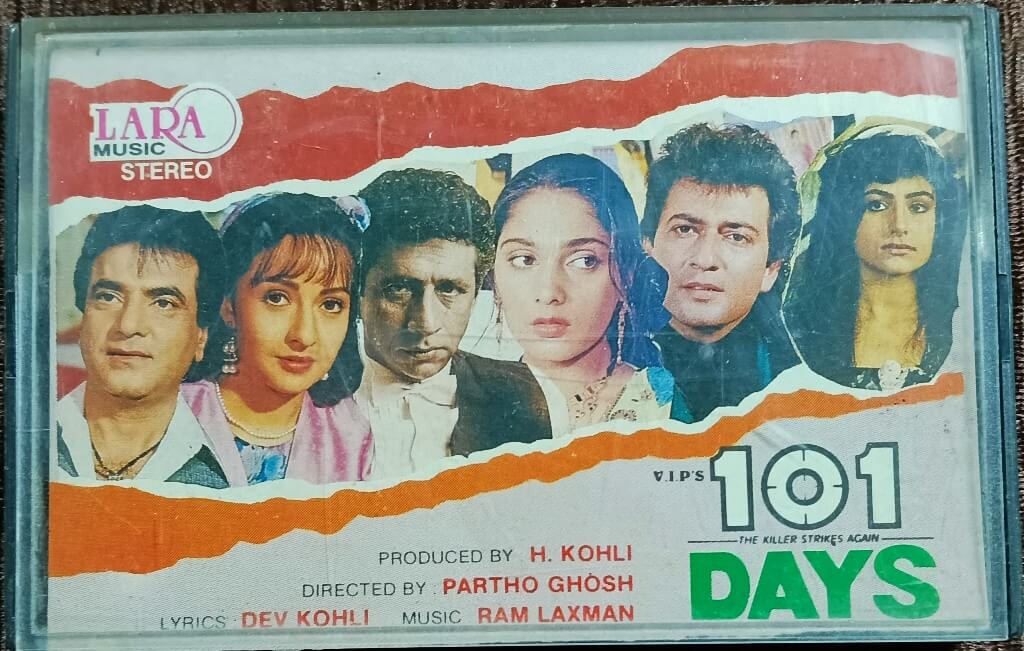 LARA
MUSIC
STEREO
V.I.P'S 101
THE KILLER STRIKES AGAIN
DAYS
PRODUCED BY H. KOHLI
DIRECTED BY PARTHO GHOSH
LYRICS DEV KOHLI MUSIC RAM LAXMAN